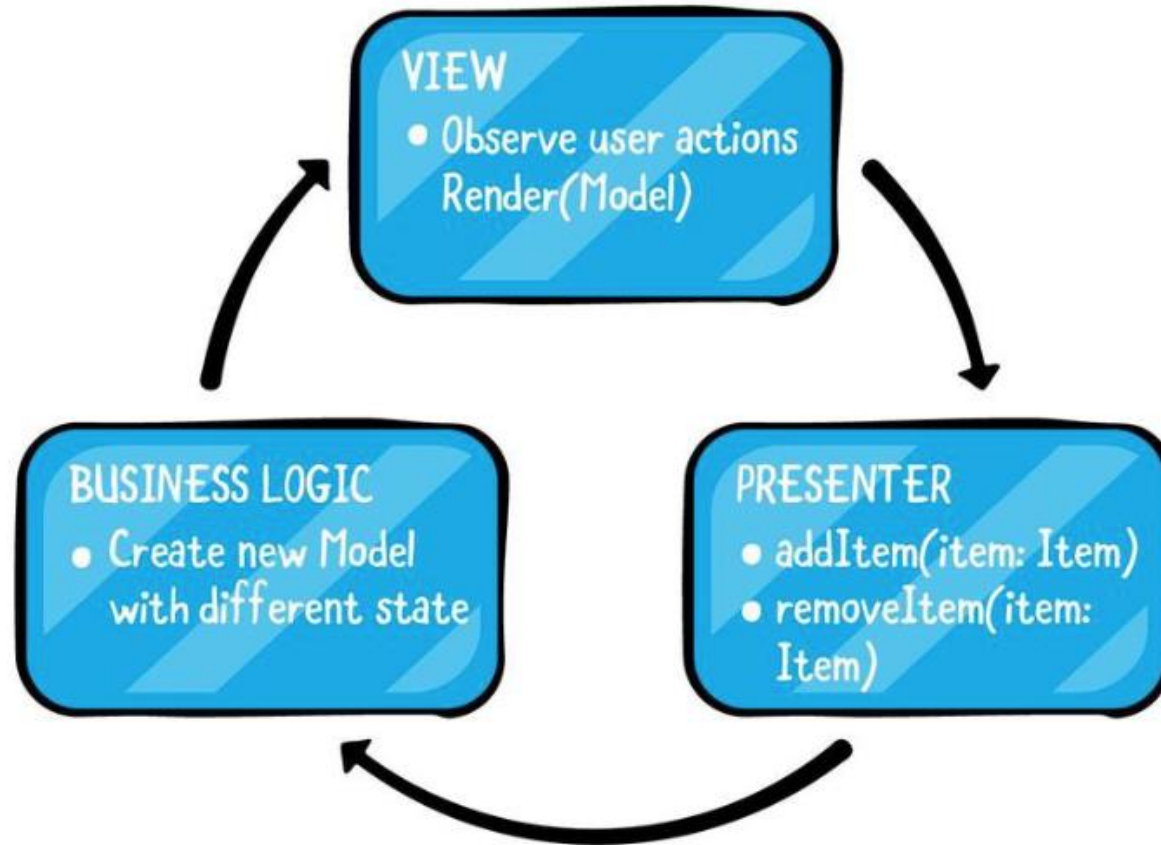 VIEW
• Observe user actions
Render(Model)
BUSINESS LOGIC
• Create new Model
with different state
PRESENTER
• addItem(item: Item)
• removeItem(item:
Item)